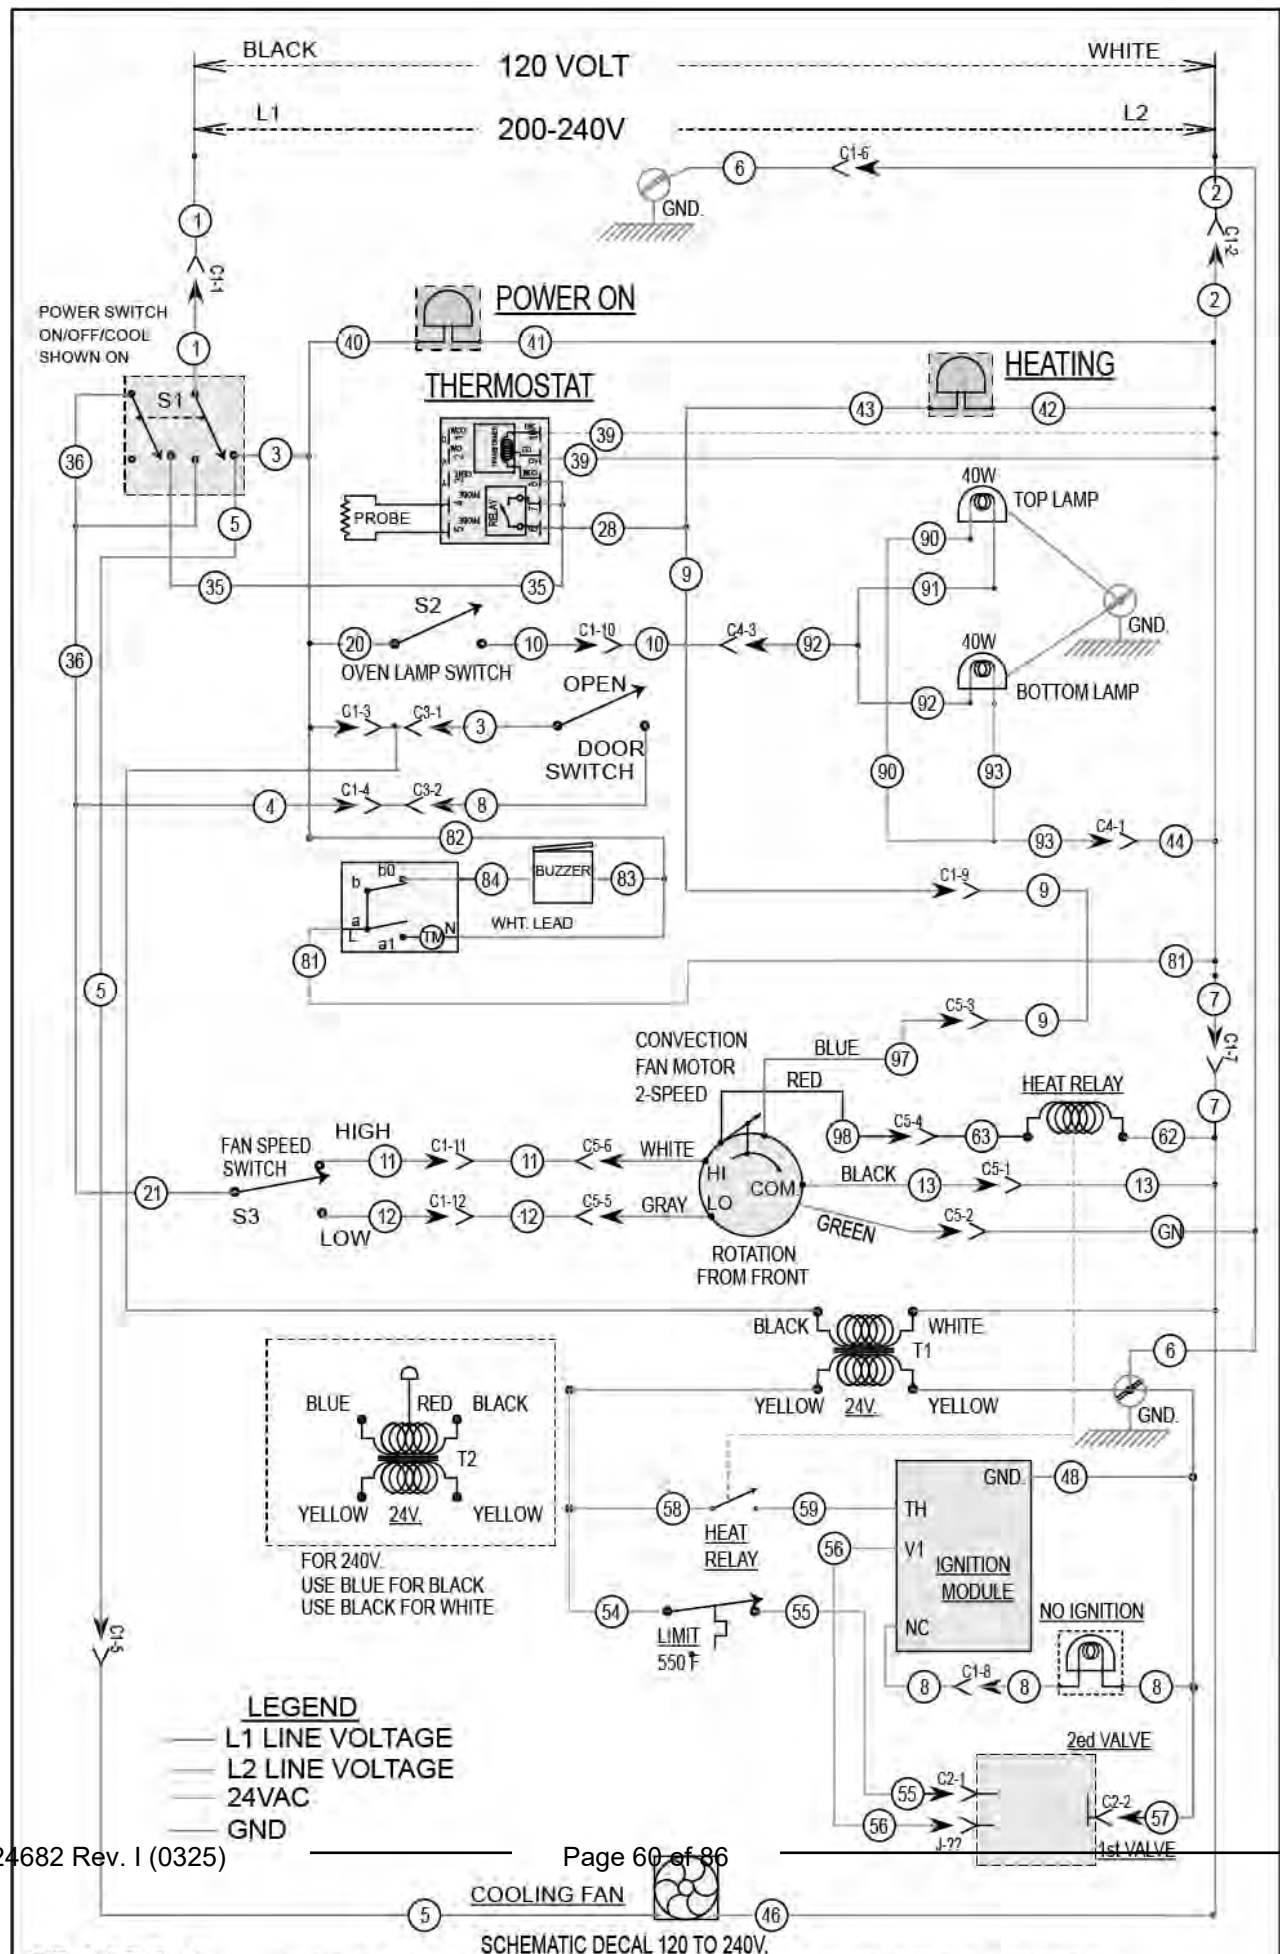 BLACK
WHITE
120 VOLT
L1
L2
200-240V
6
C1-6
GND.
2
C1-2
2
1
C1-1
1
POWER SWITCH
ON/OFF/COOL
SHOWN ON
POWER ON
40
41
HEATING
43
42
THERMOSTAT
S1
3
36
5
39
39
TRANSFORMER
RELAY
PROBE
PROBE
PROBE
28
9
40W
TOP LAMP
90
91
GND.
35
35
S2
20
10
C1-10
10
C4-3
92
OVEN LAMP SWITCH
40W
BOTTOM LAMP
92
36
OPEN
C1-3
C3-1
3
DOOR
SWITCH
90
93
4
C1-4
C3-2
8
82
93
C4-1
44
b0
b
84
BUZZER
83
a
L
a1
TM
N
WHT. LEAD
C1-9
9
81
81
5
7
C1-7
7
C5-3
9
CONVECTION
FAN MOTOR
2-SPEED
BLUE
97
RED
HEAT RELAY
98
C5-4
63
62
FAN SPEED
SWITCH
HIGH
11
C1-11
11
C5-6
WHITE
21
S3
LOW
12
C1-12
12
C5-5
GRAY
HI
LO
COM.
BLACK
13
C5-1
13
GREEN
C5-2
GN
ROTATION
FROM FRONT
BLACK
WHITE
T1
6
YELLOW
24V.
YELLOW
GND.
BLUE
RED
BLACK
T2
YELLOW
24V.
YELLOW
FOR 240V.
USE BLUE FOR BLACK
USE BLACK FOR WHITE
58
59
HEAT
RELAY
56
GND.
48
TH
V1
IGNITION
MODULE
NC
54
55
LIMIT
550°F
NO IGNITION
8
C1-8
8
8
C1-5
LEGEND
L1 LINE VOLTAGE
L2 LINE VOLTAGE
24VAC
GND
2ed VALVE
55
C2-1
C2-2
57
56
J-??
1st VALVE
24682 Rev. I (0325)
Page 60 of 86
COOLING FAN
5
46
SCHEMATIC DECAL 120 TO 240V.